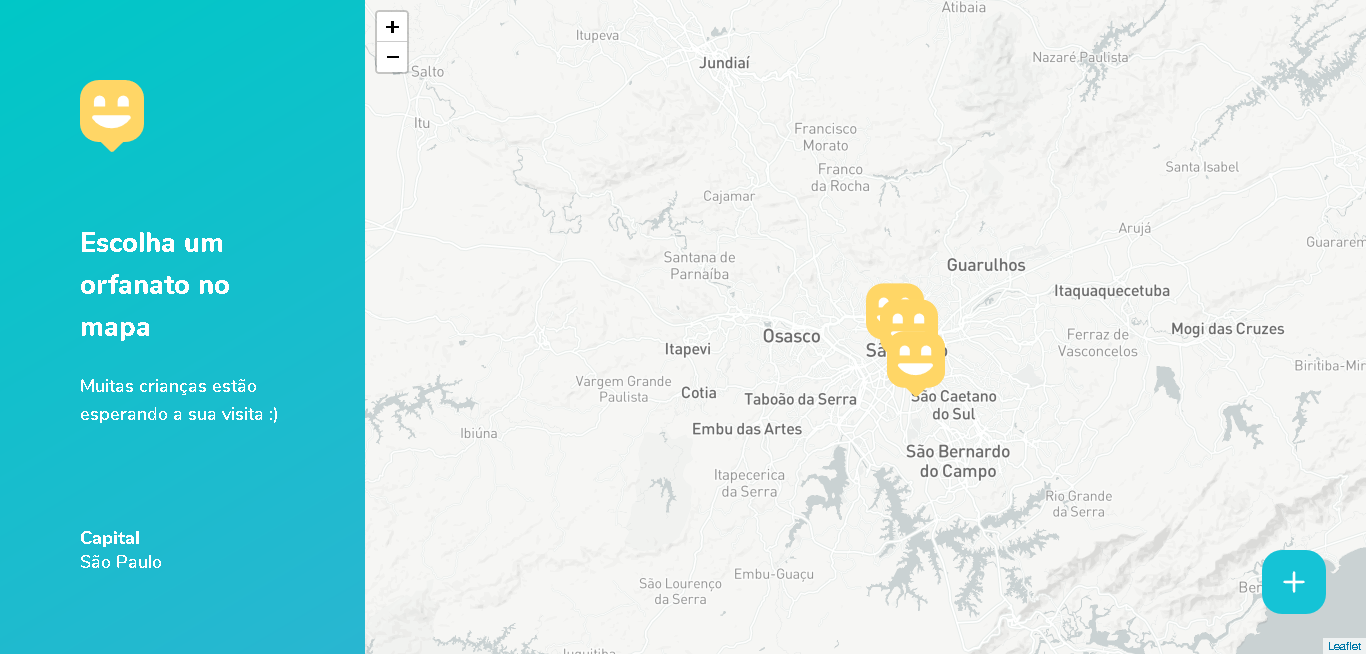 Escolha um
orfanato no
mapa
Muitas crianças estão
esperando a sua visita :)
Capital
São Paulo
+
−
Atibaia
Itupeva
Jundiaí
Nazaré Paulista
Salto
Itu
Francisco
Morato
Franco
da Rocha
Santa Isabel
Cajamar
Arujá
Guararem
Santana de
Parnaíba
Guarulhos
Itaquaquecetuba
Osasco
Mogi das Cruzes
Ferraz de
Vasconcelos
Itapevi
Biritiba-Mir
Vargem Grande
Paulista
Cotia
Taboão da Serra
São Caetano
do Sul
Embu das Artes
Ibiúna
São Bernardo
do Campo
Itapecerica
da Serra
Rio Grande
da Serra
Embu-Guaçu
São Lourenço
da Serra
Ber
+
Juquitiba
Leaflet